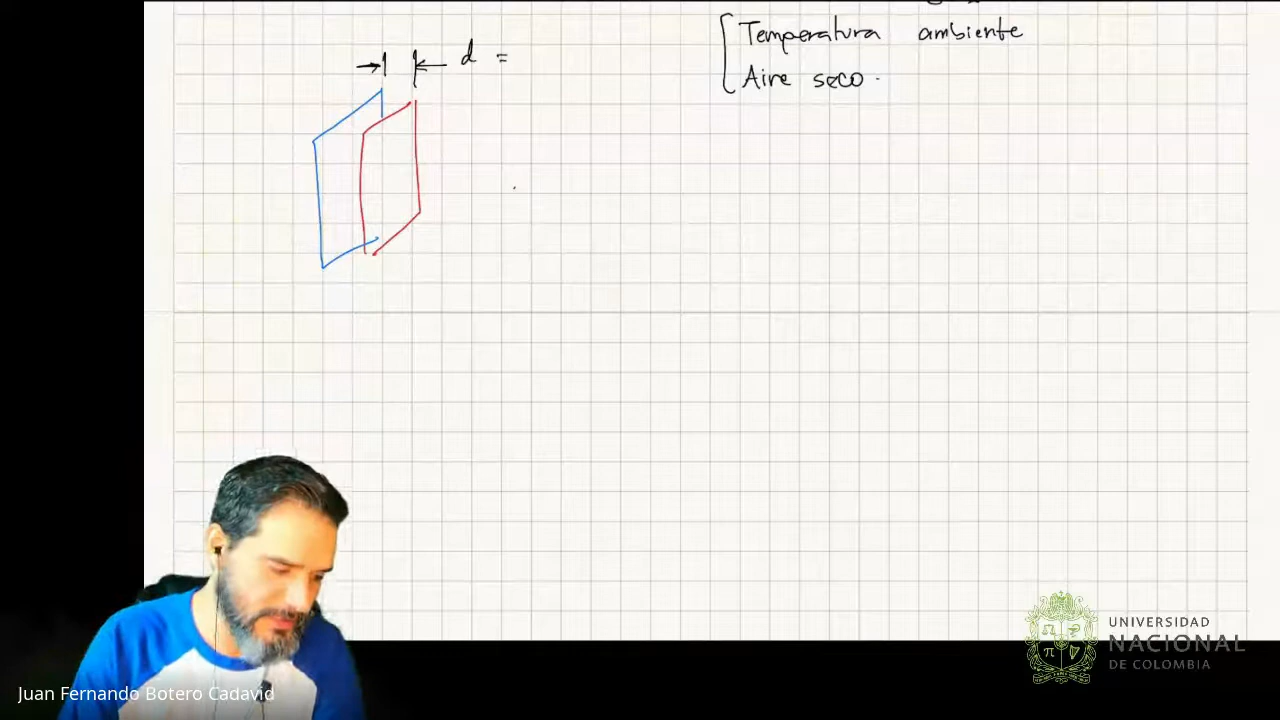 d =
Temperatura ambiente
Aire seco.
UNIVERSIDAD
NACIONAL
DE COLOMBIA
Juan Fernando Botero Cadavid